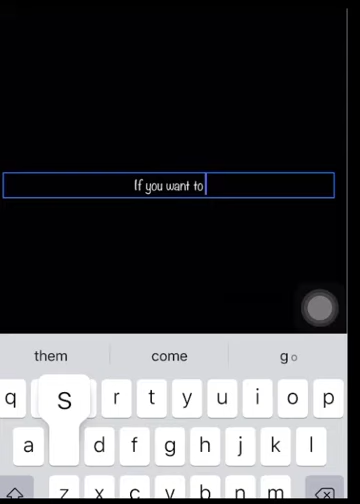 If you want to
them come go
q S r t y u i o p
a d f g h j k l
z x c v b n m